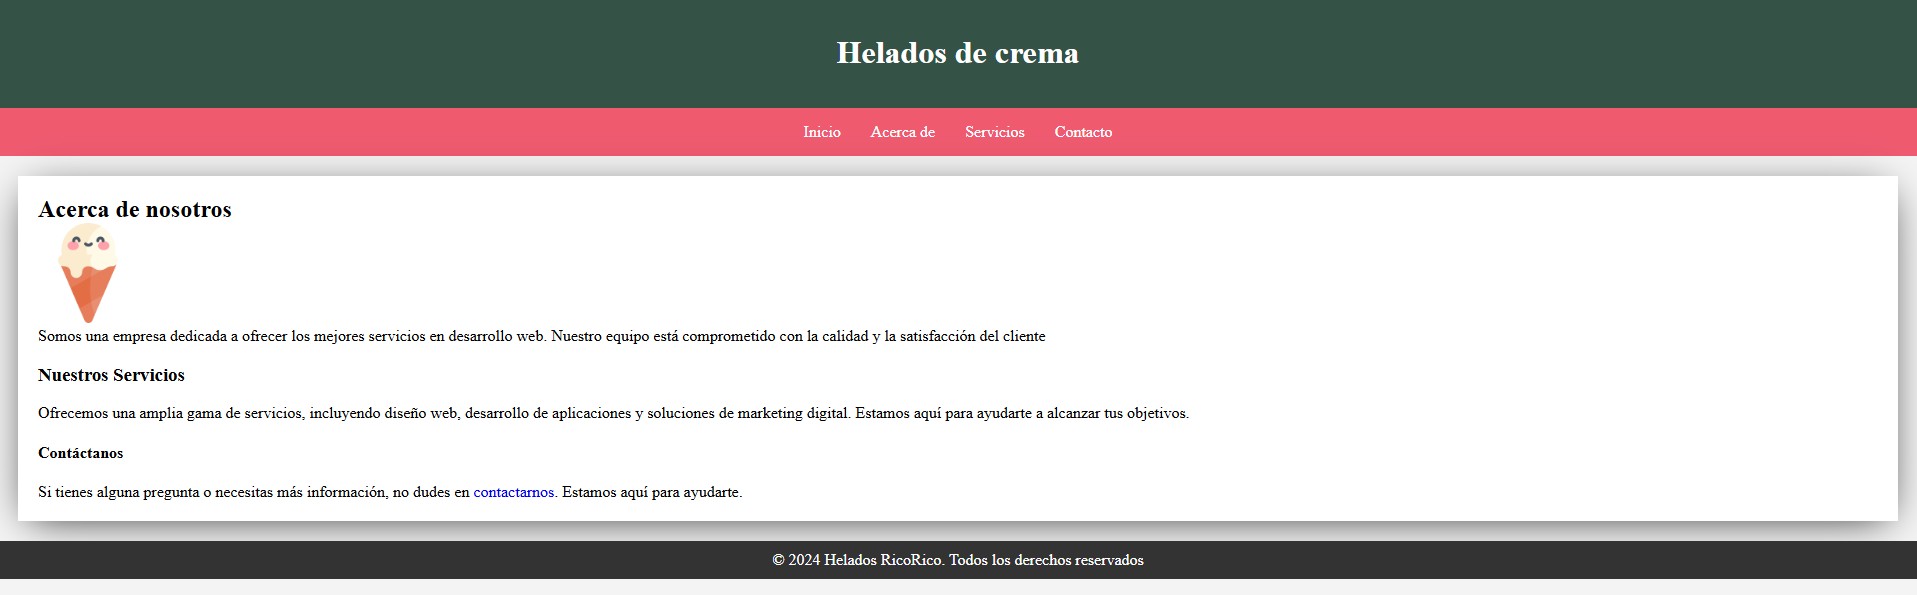 Helados de crema
Inicio Acerca de Servicios Contacto
Acerca de nosotros
Somos una empresa dedicada a ofrecer los mejores servicios en desarrollo web. Nuestro equipo está comprometido con la calidad y la satisfacción del cliente
Nuestros Servicios
Ofrecemos una amplia gama de servicios, incluyendo diseño web, desarrollo de aplicaciones y soluciones de marketing digital. Estamos aquí para ayudarte a alcanzar tus objetivos.
Contáctanos
Si tienes alguna pregunta o necesitas más información, no dudes en contactarnos. Estamos aquí para ayudarte.
© 2024 Helados RicoRico. Todos los derechos reservados